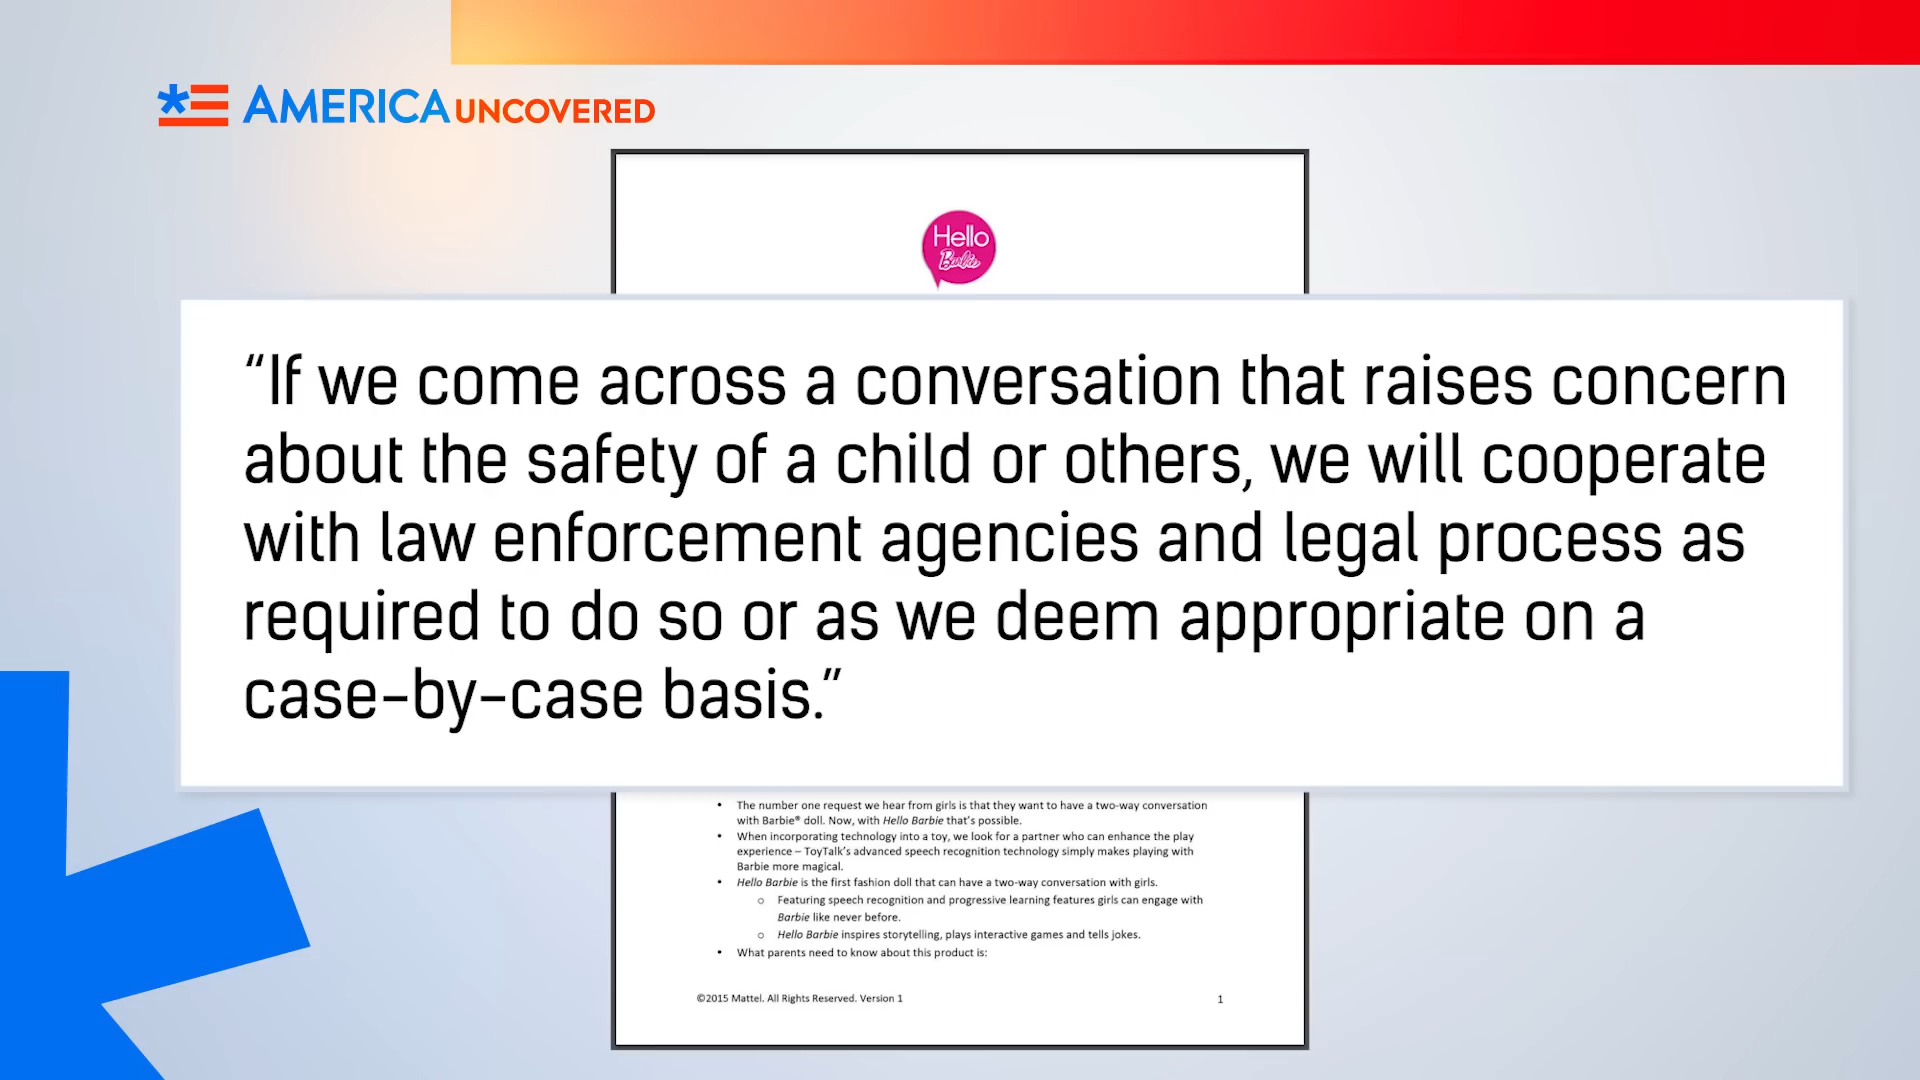 AMERICA UNCOVERED
Hello
Barbie
“If we come across a conversation that raises concern
about the safety of a child or others, we will cooperate
with law enforcement agencies and legal process as
required to do so or as we deem appropriate on a
case-by-case basis.”
• The number one request we hear from girls is that they want to have a two-way conversation
with Barbie® doll. Now, with Hello Barbie that's possible.
• When incorporating technology into a toy, we look for a partner who can enhance the play
experience – ToyTalk's advanced speech recognition technology simply makes playing with
Barbie more magical.
• Hello Barbie is the first fashion doll that can have a two-way conversation with girls.
o Featuring speech recognition and progressive learning features girls can engage with
Barbie like never before.
o Hello Barbie inspires storytelling, plays interactive games and tells jokes.
• What parents need to know about this product is:
©2015 Mattel. All Rights Reserved. Version 1 1